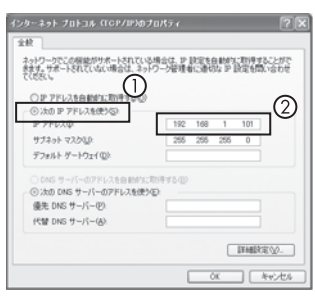 インターネット プロトコル (TCP/IP)のプロパティ
全般
ネットワークでこの機能がサポートされている場合は、IP 設定を自動的に取得することがで
きます。サポートされていない場合は、ネットワーク管理者に適切な IP 設定を問い合わせ
てください。
IP アドレスを自動的に取得する(O)
①
次の IP アドレスを使う(S):
②
IP アドレス(I): 192 168 1 101
サブネット マスク(U): 255 255 255 0
デフォルト ゲートウェイ(D):
DNS サーバーのアドレスを自動的に取得する(B)
次の DNS サーバーのアドレスを使う(E):
優先 DNS サーバー(P):
代替 DNS サーバー(A):
詳細設定(V)...
OK キャンセル